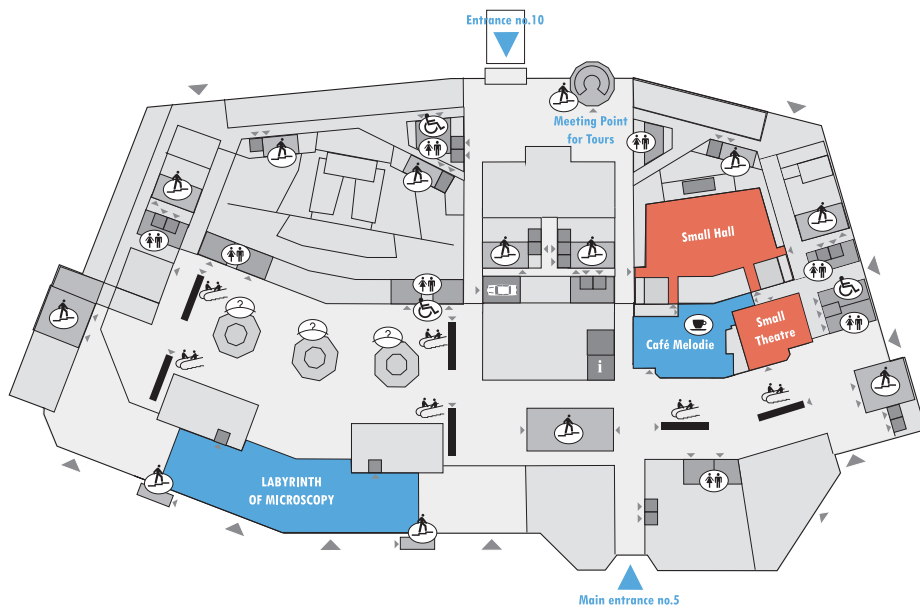 Entrance no.10
Meeting Point
for Tours
Small Hall
Café Melodie
Small
Theatre
i
LABYRINTH
OF MICROSCOPY
Main entrance no.5